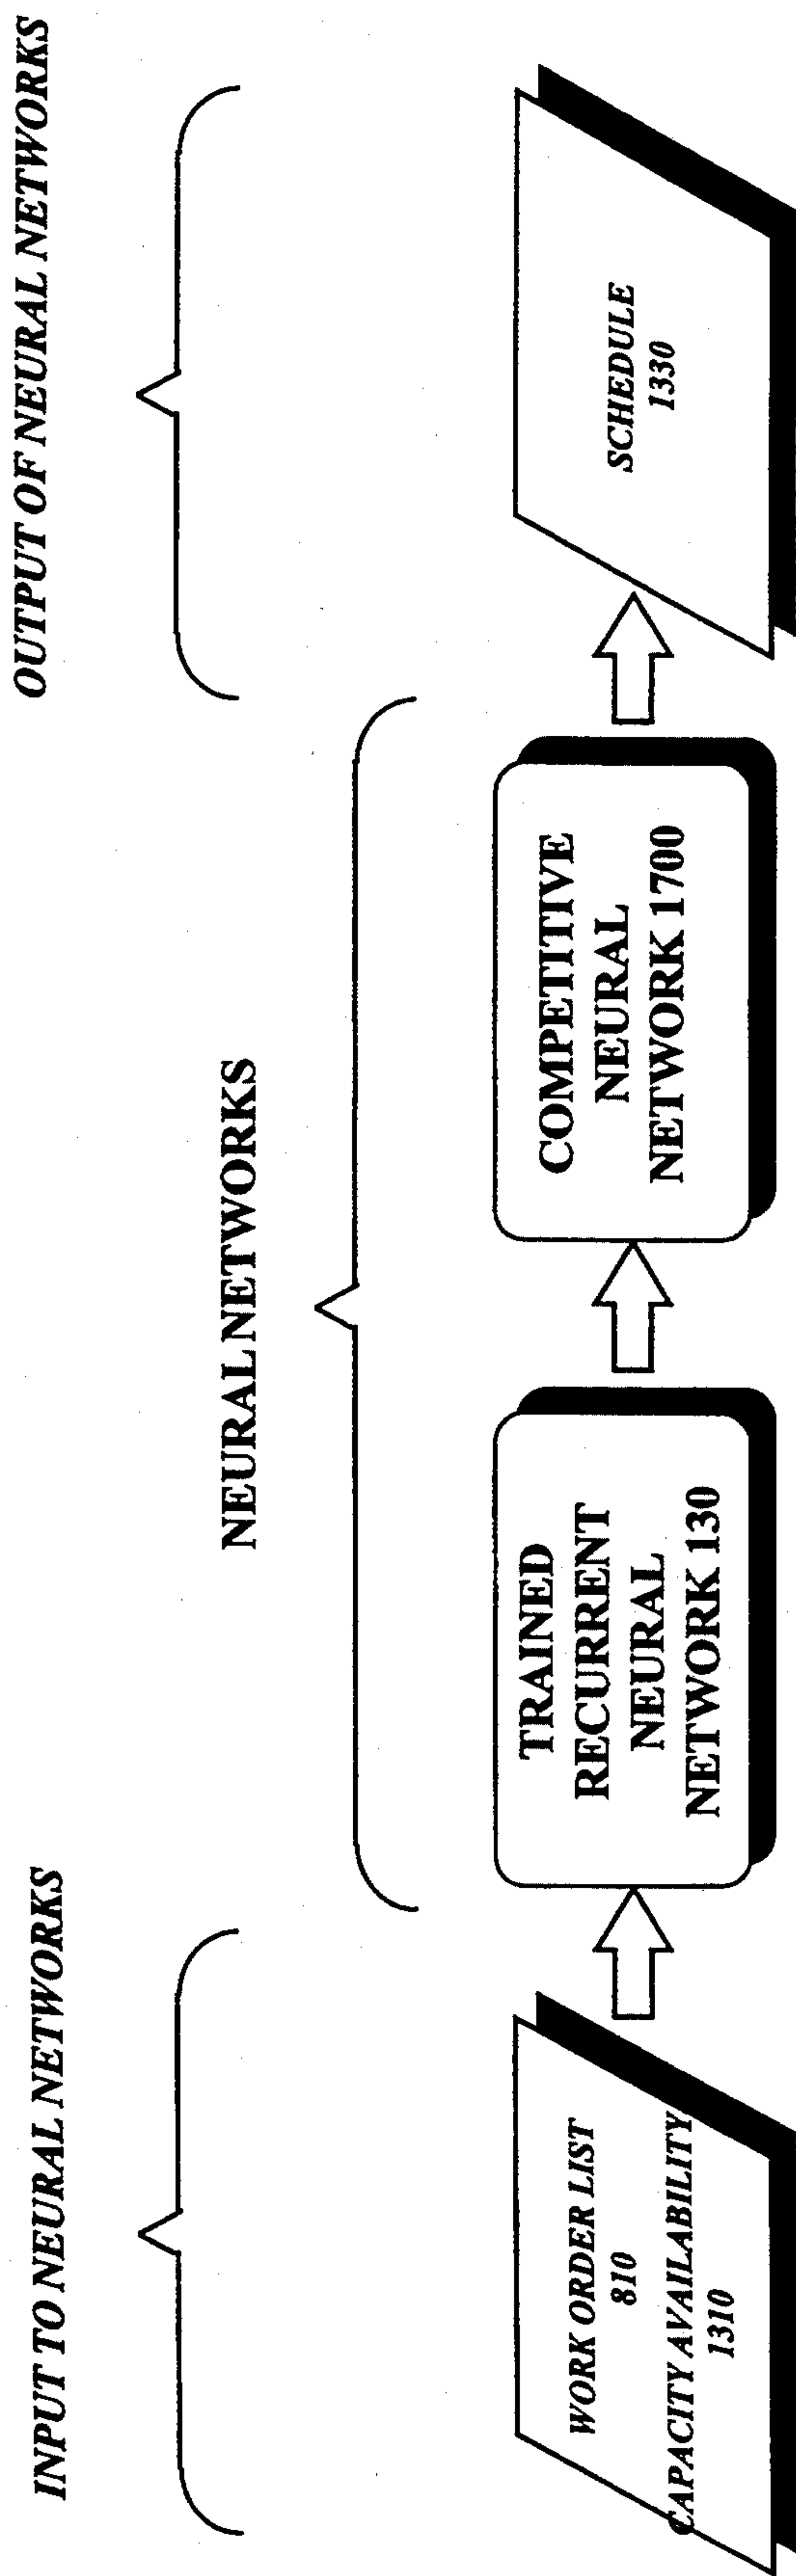 INPUT TO NEURAL NETWORKS
NEURAL NETWORKS
OUTPUT OF NEURAL NETWORKS
WORK ORDER LIST
810
CAPACITY AVAILABILITY
1310
TRAINED
RECURRENT
NEURAL
NETWORK 130
COMPETITIVE
NEURAL
NETWORK 1700
SCHEDULE
1330